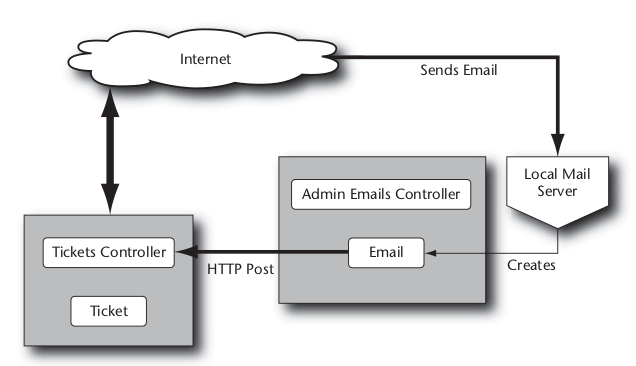 Internet
Sends Email
Local Mail
Server
Admin Emails Controller
Tickets Controller
Email
HTTP Post
Creates
Ticket